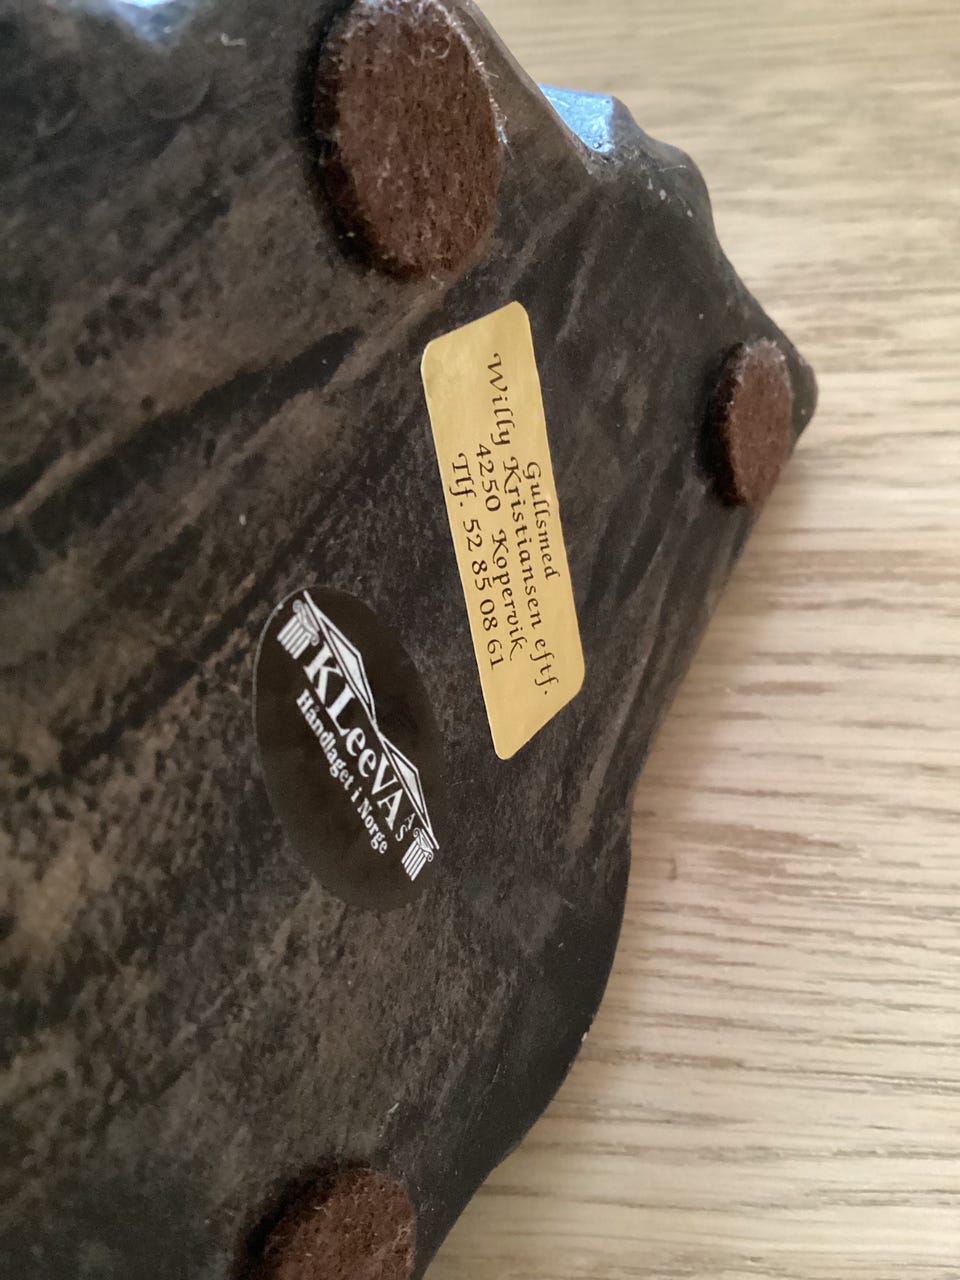 Gullsmed
Willy Kristiansen eftf.
4250 Kopervik
Tlf. 52 85 08 61
KLeeVA AS
Håndlaget i Norge